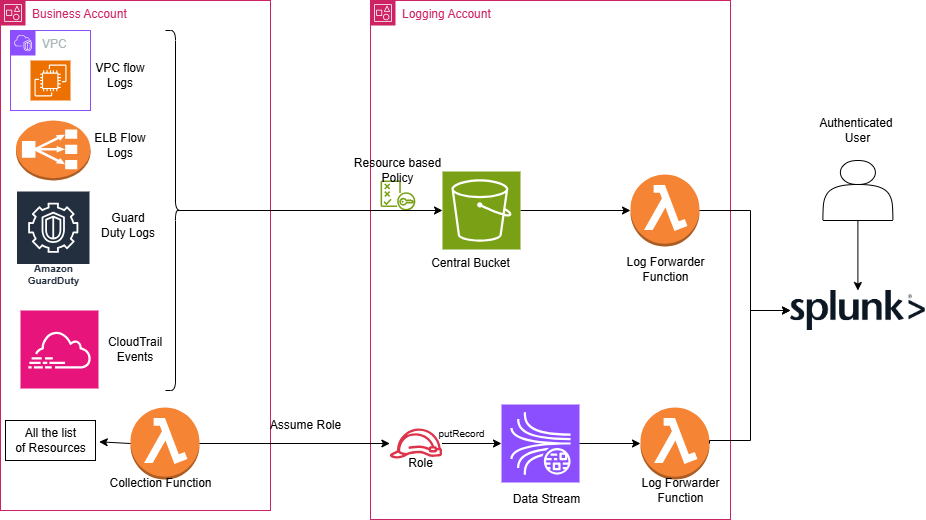 Business Account
Logging Account
VPC
VPC flow
Logs
ELB Flow
Logs
Guard
Duty Logs
Amazon
GuardDuty
CloudTrail
Events
All the list
of Resources
Collection Function
Assume Role
Resource based
Policy
Central Bucket
Log Forwarder
Function
Role
putRecord
Data Stream
Log Forwarder
Function
Authenticated
User
splunk>